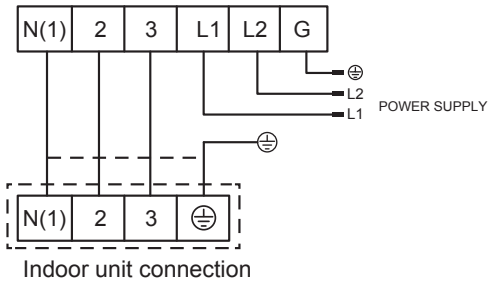 N(1) 2 3 L1 L2 G
L2
L1 POWER SUPPLY
N(1) 2 3
Indoor unit connection